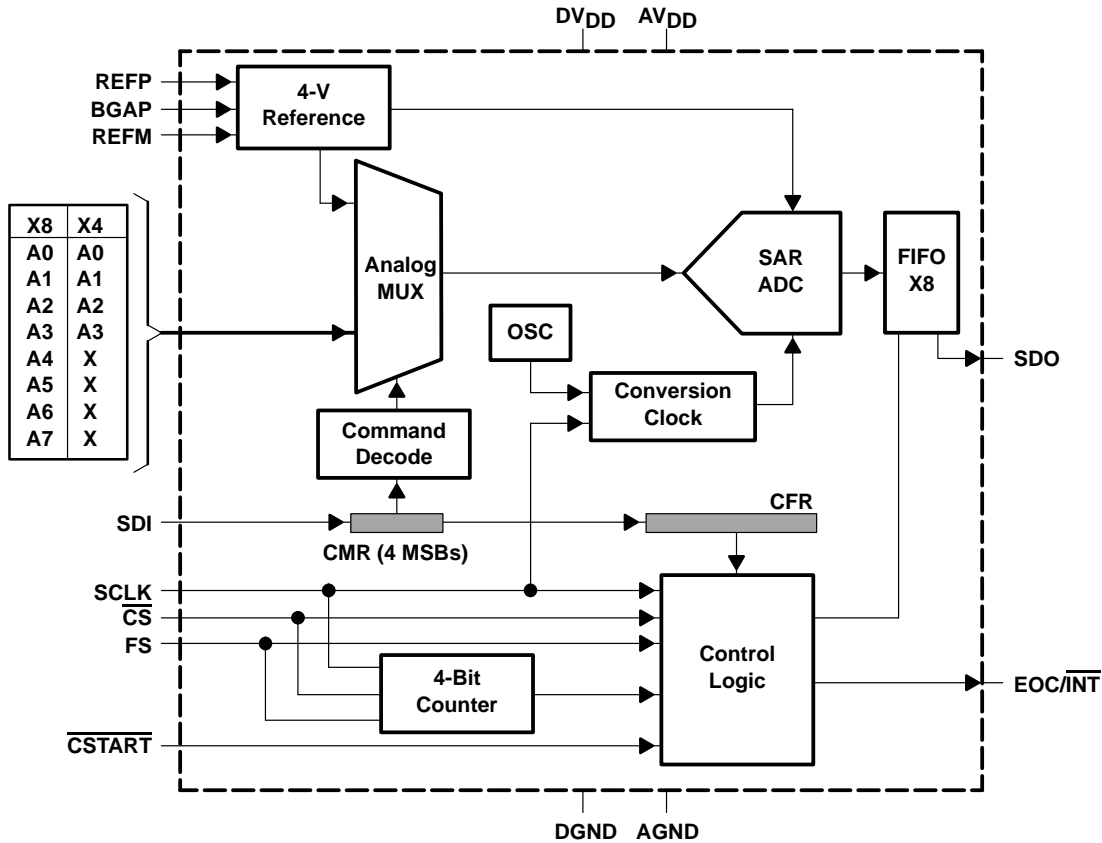 DVDD AVDD
REFP
BGAP
REFM
4-V
Reference
X8 X4
A0 A0
A1 A1
A2 A2
A3 A3
A4 X
A5 X
A6 X
A7 X
Analog
MUX
SAR
ADC
FIFO
X8
OSC
SDO
Conversion
Clock
Command
Decode
SDI
CMR (4 MSBs)
CFR
SCLK
CS
FS
4-Bit
Counter
Control
Logic
EOC/INT
CSTART
DGND AGND